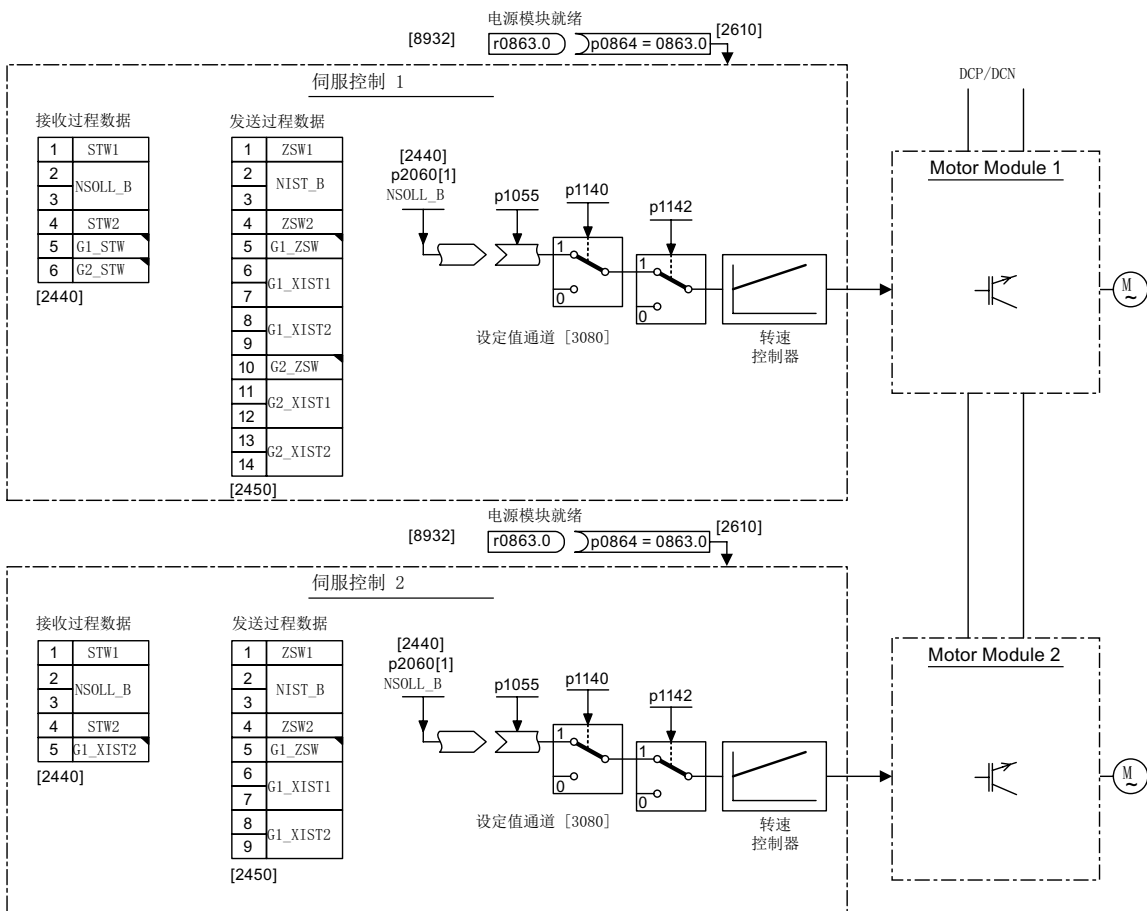 电源模块就绪
[8932] r0863.0 p0864 = 0863.0 [2610]
伺服控制 1
接收过程数据
1 STW1
2
3
NSOLL_B
4 STW2
5 G1_STW
6 G2_STW
[2440]
发送过程数据
1 ZSW1
2
3
NIST_B
4 ZSW2
5 G1_ZSW
6
7
G1_XIST1
8
9
G1_XIST2
10 G2_ZSW
11
12
G2_XIST1
13
14
G2_XIST2
[2450]
[2440]
p2060[1]
NSOLL_B
p1055
p1140
1
0
p1142
1
0
设定值通道 [3080]
转速
控制器
DCP/DCN
Motor Module 1
M
~
电源模块就绪
[8932] r0863.0 p0864 = 0863.0 [2610]
伺服控制 2
接收过程数据
1 STW1
2
3
NSOLL_B
4 STW2
5 G1_XIST2
[2440]
发送过程数据
1 ZSW1
2
3
NIST_B
4 ZSW2
5 G1_ZSW
6
7
G1_XIST1
8
9
G1_XIST2
[2450]
[2440]
p2060[1]
NSOLL_B
p1055
p1140
1
0
p1142
1
0
设定值通道 [3080]
转速
控制器
Motor Module 2
M
~